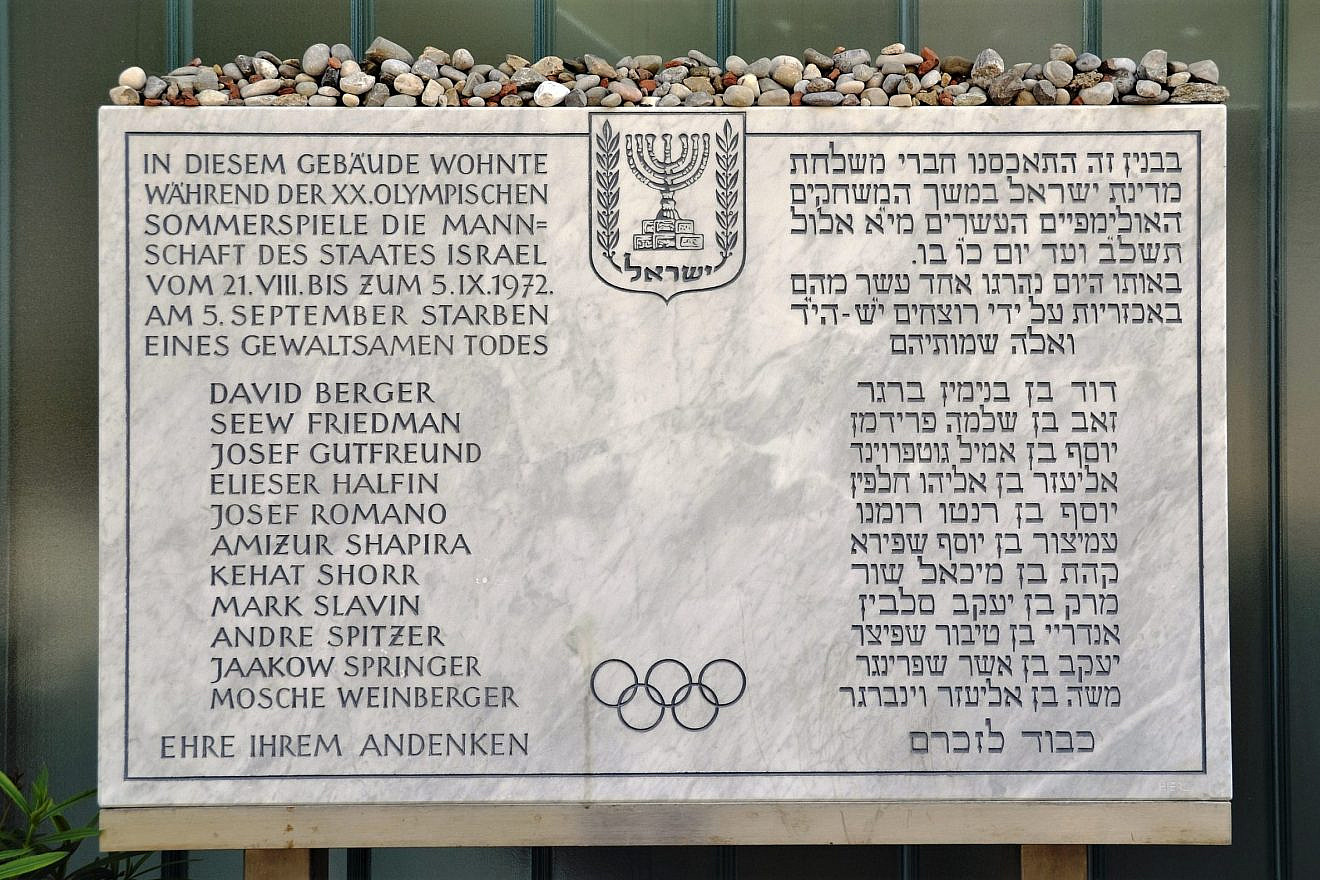 IN DIESEM GEBÄUDE WOHNTE
WÄHREND DER XX. OLYMPISCHEN
SOMMERSPIELE DIE MANN=
SCHAFT DES STAATES ISRAEL
VOM 21. VIII. BIS ZUM 5. IX. 1972.
AM 5. SEPTEMBER STARBEN
EINES GEWALTSAMEN TODES
DAVID BERGER
SEEW FRIEDMAN
JOSEF GUTFREUND
ELIESER HALFIN
JOSEF ROMANO
AMIZUR SHAPIRA
KEHAT SHORR
MARK SLAVIN
ANDRE SPITZER
JAAKOW SPRINGER
MOSCHE WEINBERGER
EHRE IHREM ANDENKEN
ישראל
בבנין זה התאכסנו חברי משלחת
מדינת ישראל במשך המשחקים
האולימפיים העשרים מי"א אלול
תשל"ב ועד יום כ"ו בו.
באותו היום נהרגו אחד עשר מהם
באכזריות על ידי רוצחים י"ש-הי"ד
ואלה שמותיהם
דוד בן בנימין ברגר
זאב בן שלמה פרידמן
יוסף בן אמיל גוטפרוינד
אליעזר בן אליהו חלפין
יוסף בן רנטו רומנו
עמיצור בן יוסף שפירא
קהת בן מיכאל שור
מרק בן יעקב סלבין
אנדריי בן טיבור שפיצר
יעקב בן אשר שפרינגר
משה בן אליעזר וינברגר
כבוד לזכרם